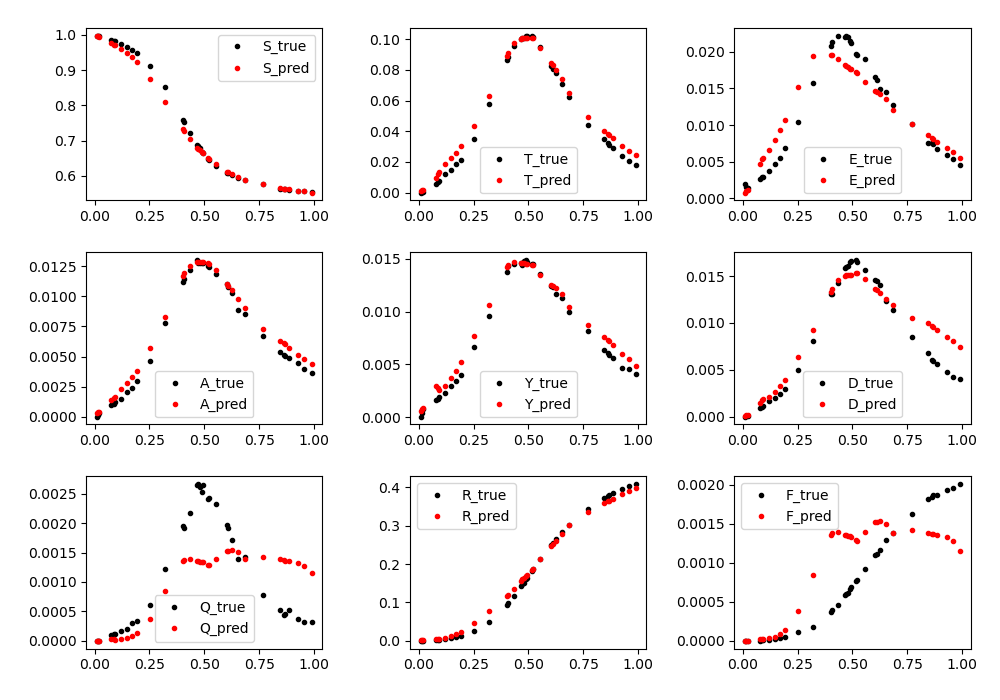 1.0
0.9
0.8
0.7
0.6
0.00 0.25 0.50 0.75 1.00
S_true
S_pred
0.10
0.08
0.06
0.04
0.02
0.00
0.00 0.25 0.50 0.75 1.00
T_true
T_pred
0.020
0.015
0.010
0.005
0.000
0.00 0.25 0.50 0.75 1.00
E_true
E_pred
0.0125
0.0100
0.0075
0.0050
0.0025
0.0000
0.00 0.25 0.50 0.75 1.00
A_true
A_pred
0.015
0.010
0.005
0.000
0.00 0.25 0.50 0.75 1.00
Y_true
Y_pred
0.015
0.010
0.005
0.000
0.00 0.25 0.50 0.75 1.00
D_true
D_pred
0.0025
0.0020
0.0015
0.0010
0.0005
0.0000
0.00 0.25 0.50 0.75 1.00
Q_true
Q_pred
0.4
0.3
0.2
0.1
0.0
0.00 0.25 0.50 0.75 1.00
R_true
R_pred
0.0020
0.0015
0.0010
0.0005
0.0000
0.00 0.25 0.50 0.75 1.00
F_true
F_pred